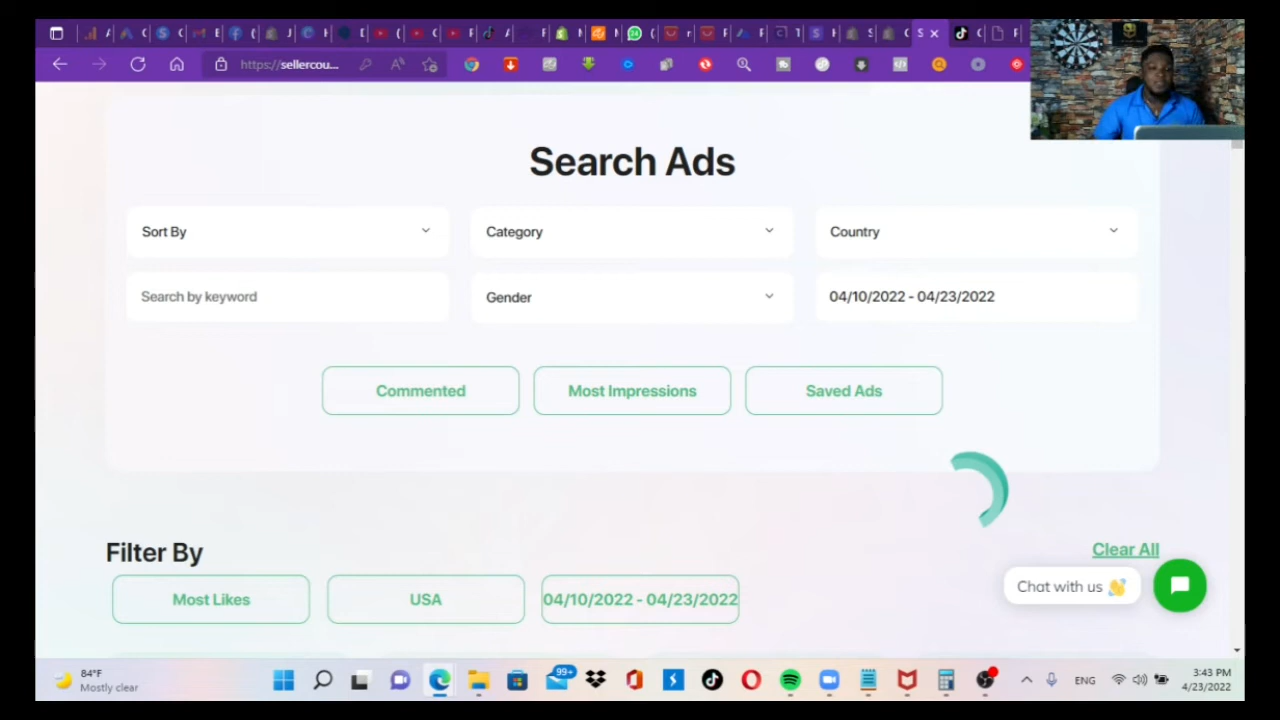 https://sellercou...
Search Ads
Sort By
Category
Country
Search by keyword
Gender
04/10/2022 - 04/23/2022
Commented
Most Impressions
Saved Ads
Filter By
Clear All
Most Likes
USA
04/10/2022 - 04/23/2022
Chat with us 👋
84°F
Mostly clear
99+
ENG
3:43 PM
4/23/2022